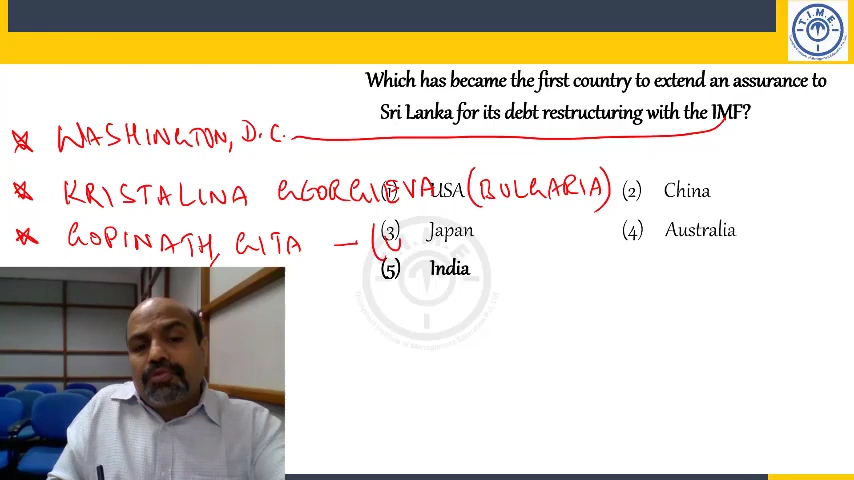 T.I.M.E.
Which has became the first country to extend an assurance to
Sri Lanka for its debt restructuring with the IMF?
WASHINGTON, D.C.
KRISTALINA GEORGIEVA (BULGARIA)
(1) USA (2) China
GOPINATH, GITA – (
(3) Japan (4) Australia
(5) India